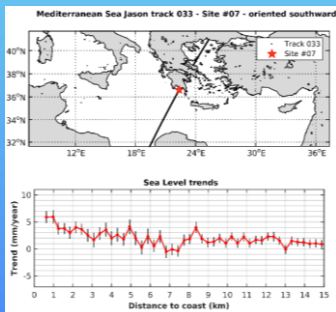 Mediterranean Sea Jason track 033 - Site #07 - oriented southward
40°N
38°N
36°N
34°N
32°N
12°E 18°E 24°E 30°E 36°E
Track 033
Site #07
Sea Level trends
Trend (mm/year)
10
5
0
-5
0 1 2 3 4 5 6 7 8 9 10 11 12 13 14 15
Distance to coast (km)